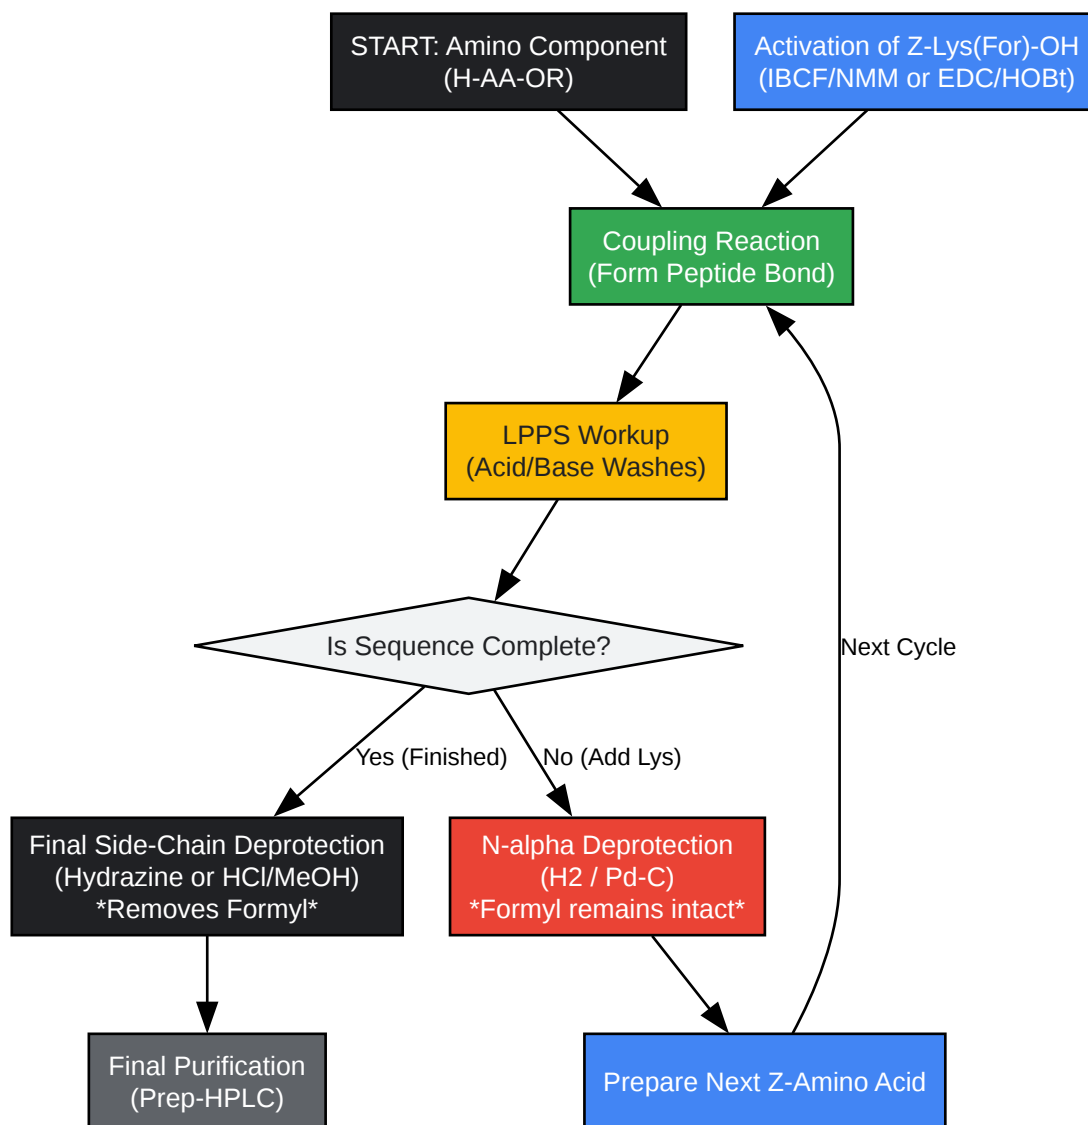 START: Amino Component
(H-AA-OR)
Activation of Z-Lys(For)-OH
(IBCF/NMM or EDC/HOBt)
Coupling Reaction
(Form Peptide Bond)
LPPS Workup
(Acid/Base Washes)
Is Sequence Complete?
Next Cycle
Yes (Finished)
No (Add Lys)
Final Side-Chain Deprotection
(Hydrazine or HCl/MeOH)
*Removes Formyl*
N-alpha Deprotection
(H2 / Pd-C)
*Formyl remains intact*
Final Purification
(Prep-HPLC)
Prepare Next Z-Amino Acid